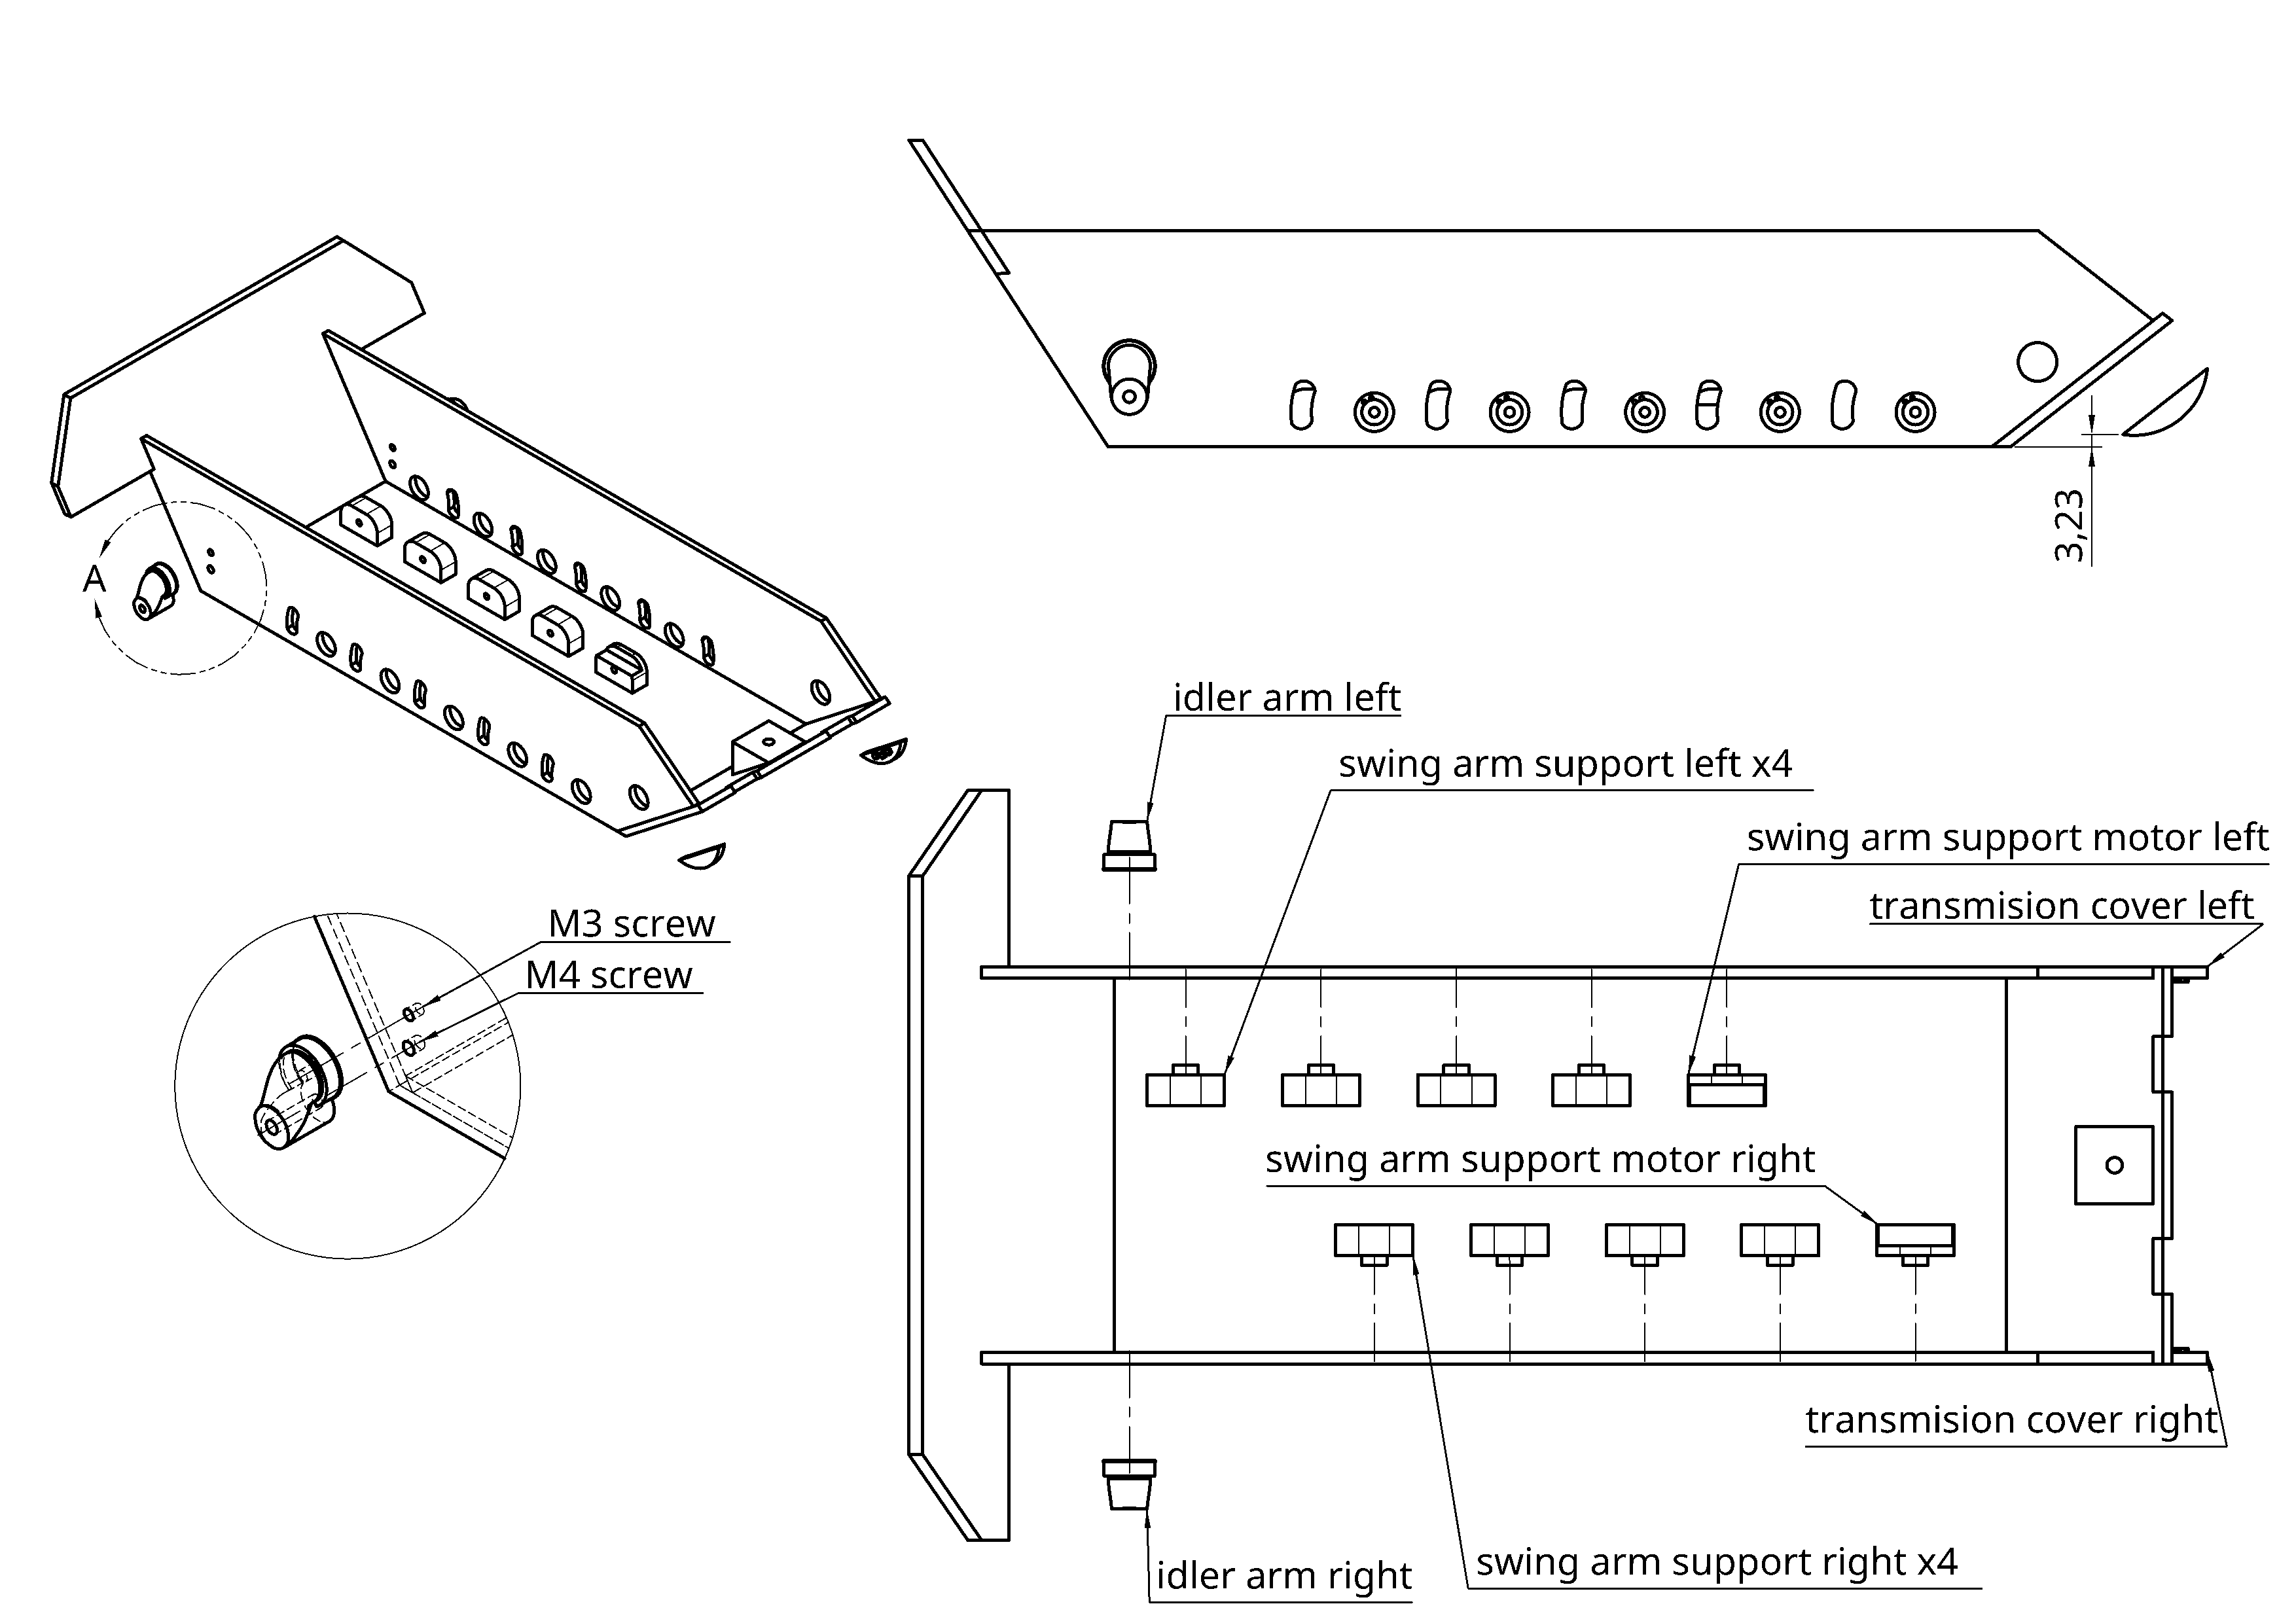 3,23
A
idler arm left
swing arm support left x4
swing arm support motor left
transmision cover left
M3 screw
M4 screw
swing arm support motor right
transmision cover right
swing arm support right x4
idler arm right